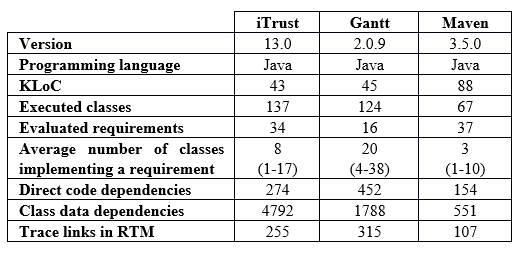 iTrust Gantt Maven
Version 13.0 2.0.9 3.5.0
Programming language Java Java Java
KLoC 43 45 88
Executed classes 137 124 67
Evaluated requirements 34 16 37
Average number of classes 8 20 3
implementing a requirement (1-17) (4-38) (1-10)
Direct code dependencies 274 452 154
Class data dependencies 4792 1788 551
Trace links in RTM 255 315 107